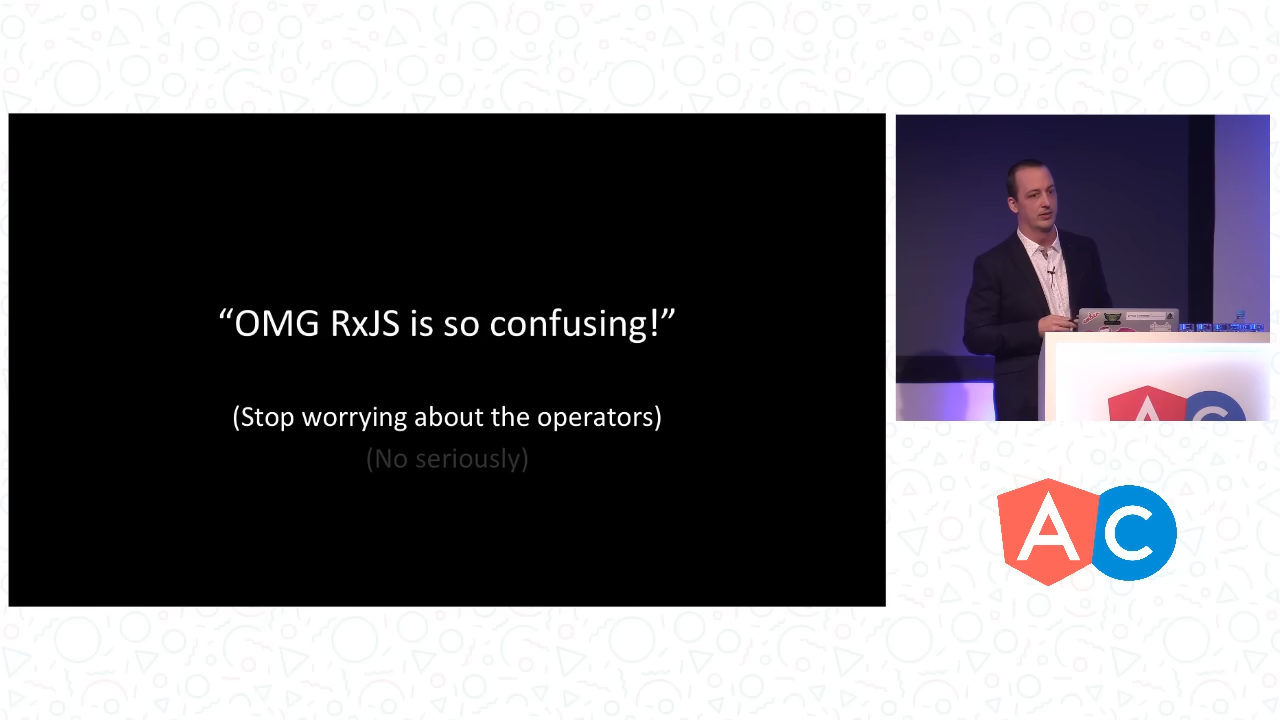 “OMG RxJS is so confusing!”
(Stop worrying about the operators)
(No seriously)
AC